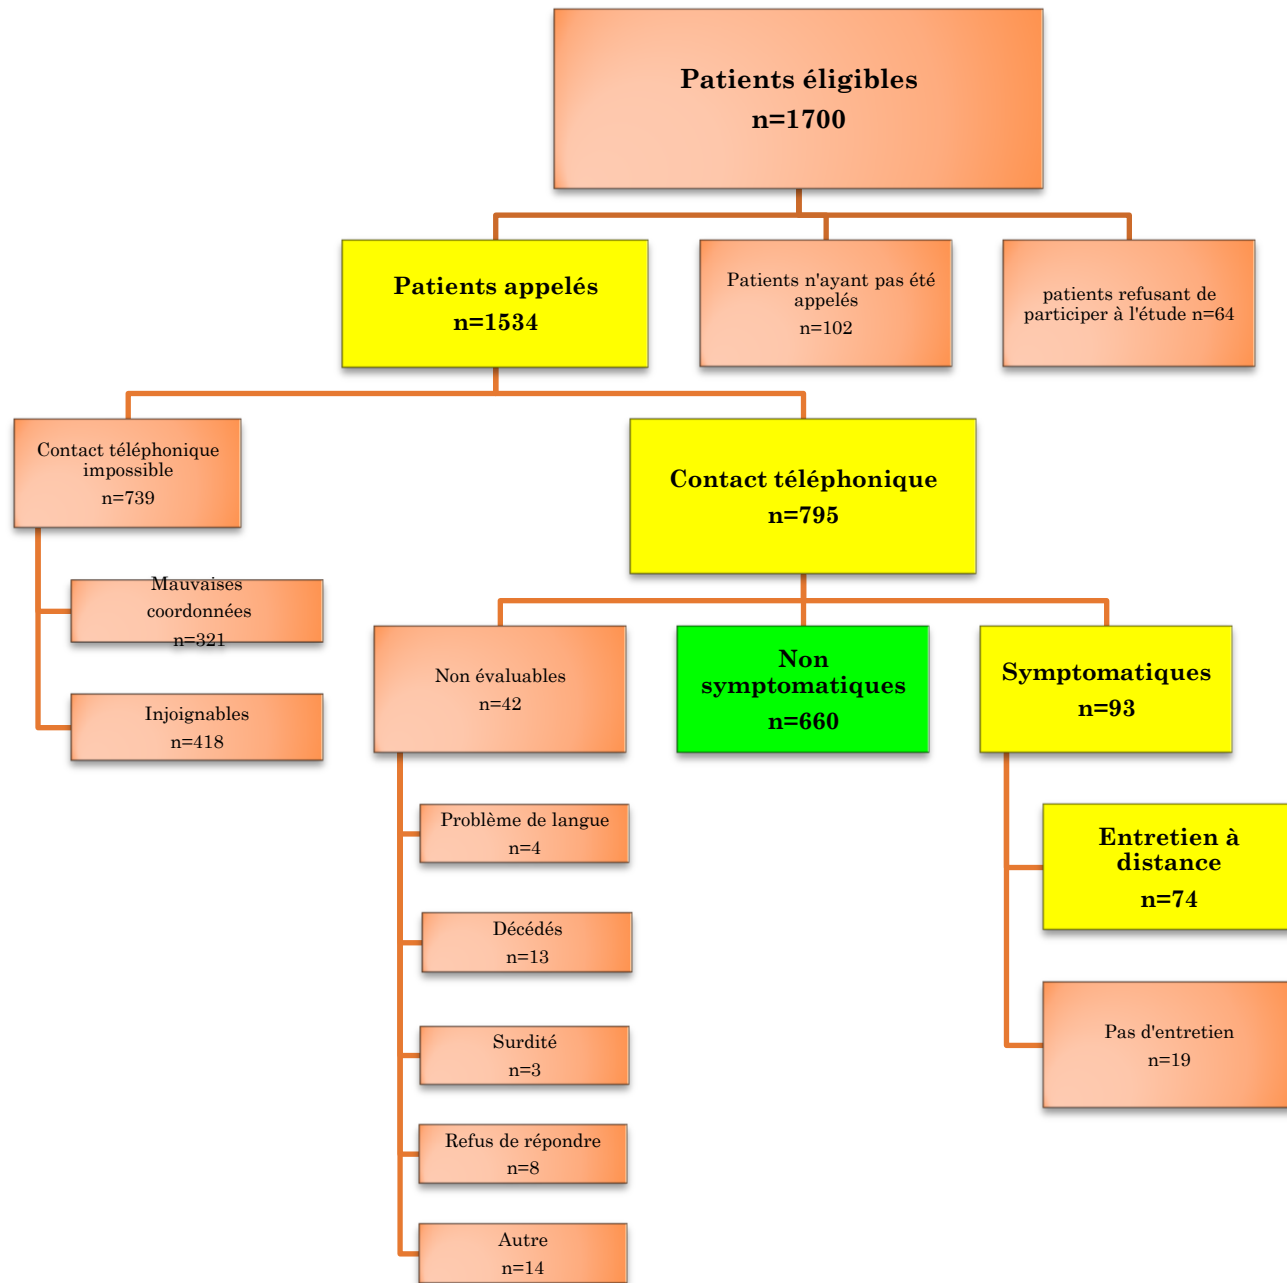 Patients éligibles
n=1700
Patients appelés
n=1534
Patients n'ayant pas été
appelés
n=102
patients refusant de
participer à l'étude n=64
Contact téléphonique
impossible
n=739
Contact téléphonique
n=795
Mauvaises
coordonnées
n=321
Injoignables
n=418
Non évaluables
n=42
Non
symptomatiques
n=660
Symptomatiques
n=93
Problème de langue
n=4
Décédés
n=13
Surdité
n=3
Refus de répondre
n=8
Autre
n=14
Entretien à
distance
n=74
Pas d'entretien
n=19